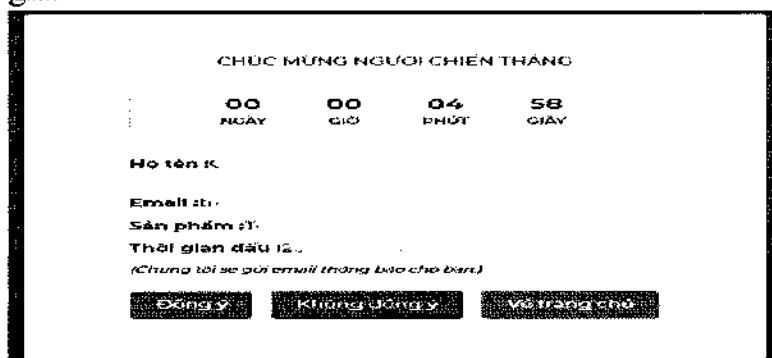 CHÚC MỪNG NGƯỜI CHIẾN THẮNG
00 00 04 58
NGÀY GIỜ PHÚT GIÂY
Họ tên
Email
Sản phẩm
Thời gian đấu
(Chúng tôi sẽ gửi email thông báo cho bạn)
Đồng ý Không đồng ý Về trang chủ